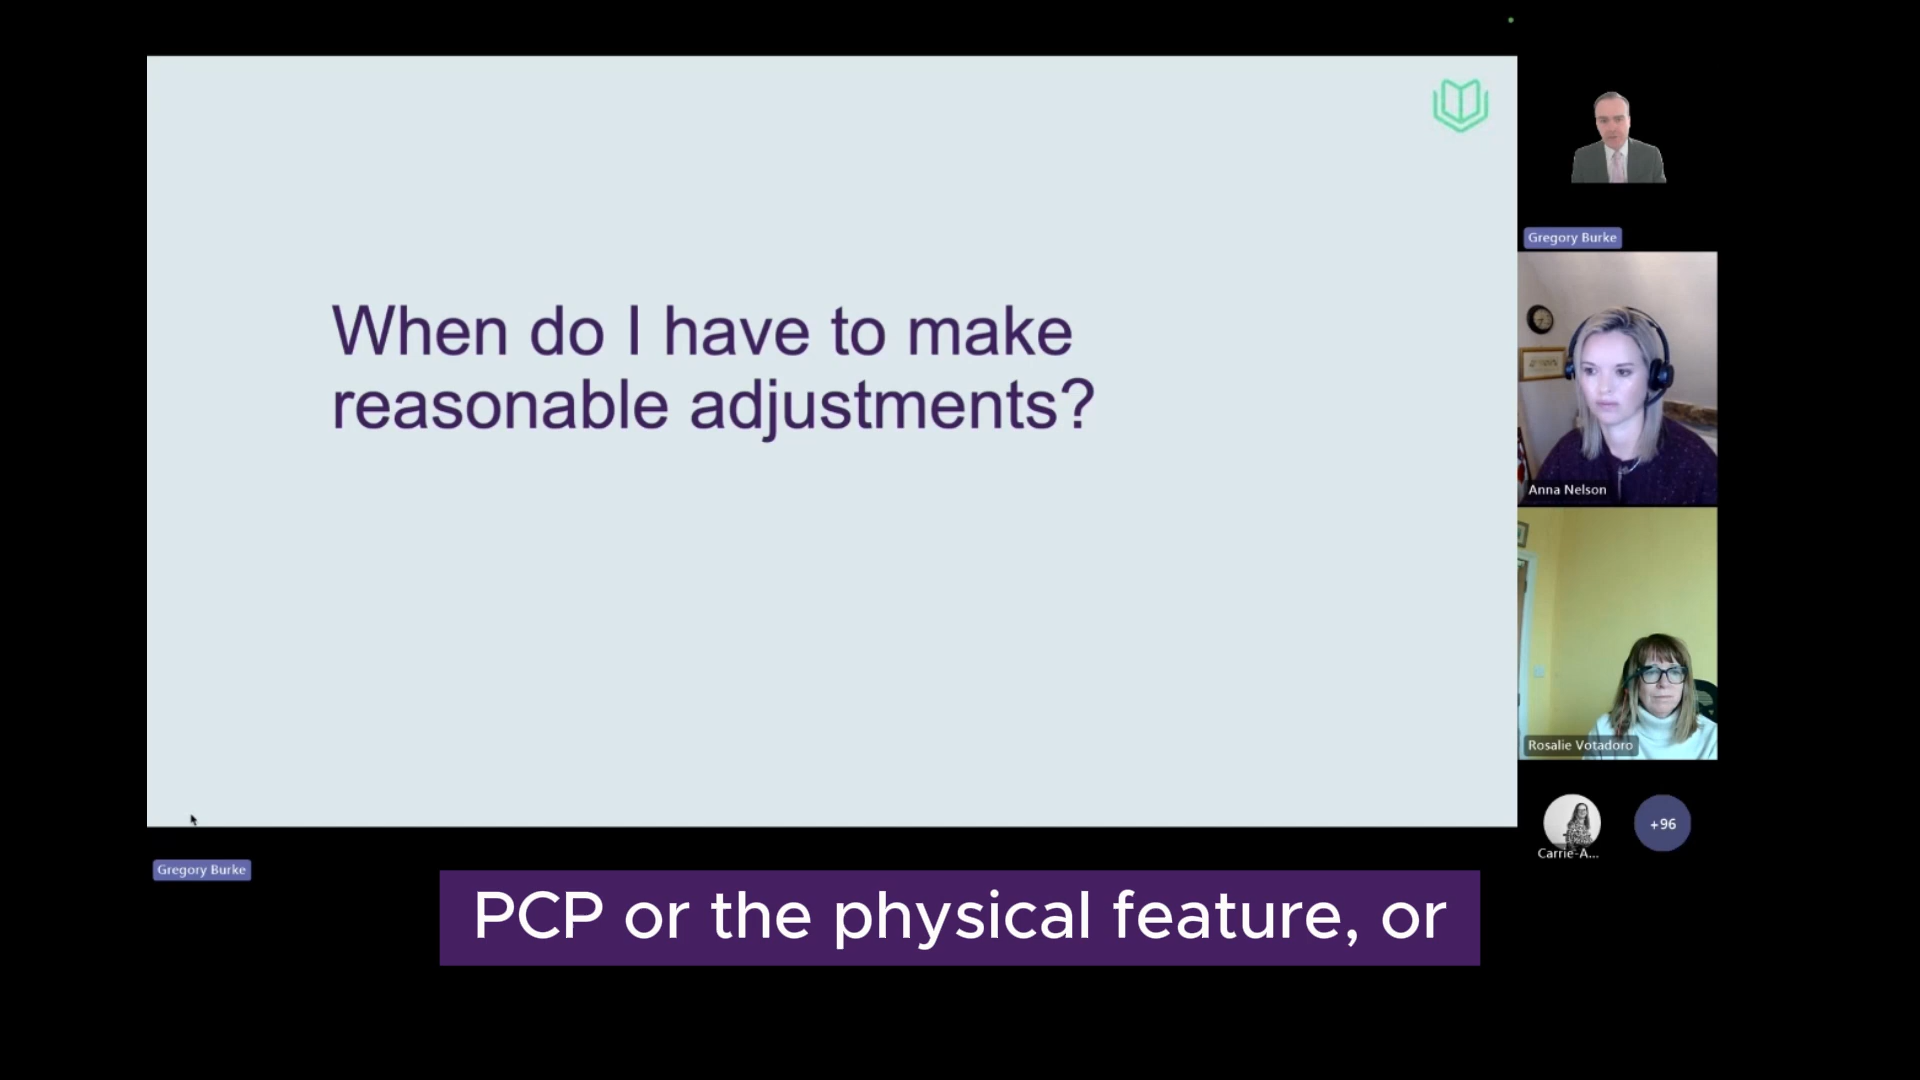 When do I have to make
reasonable adjustments?
Gregory Burke
Anna Nelson
Rosalie Votadoro
Carrie-A...
+96
Gregory Burke
PCP or the physical feature, or